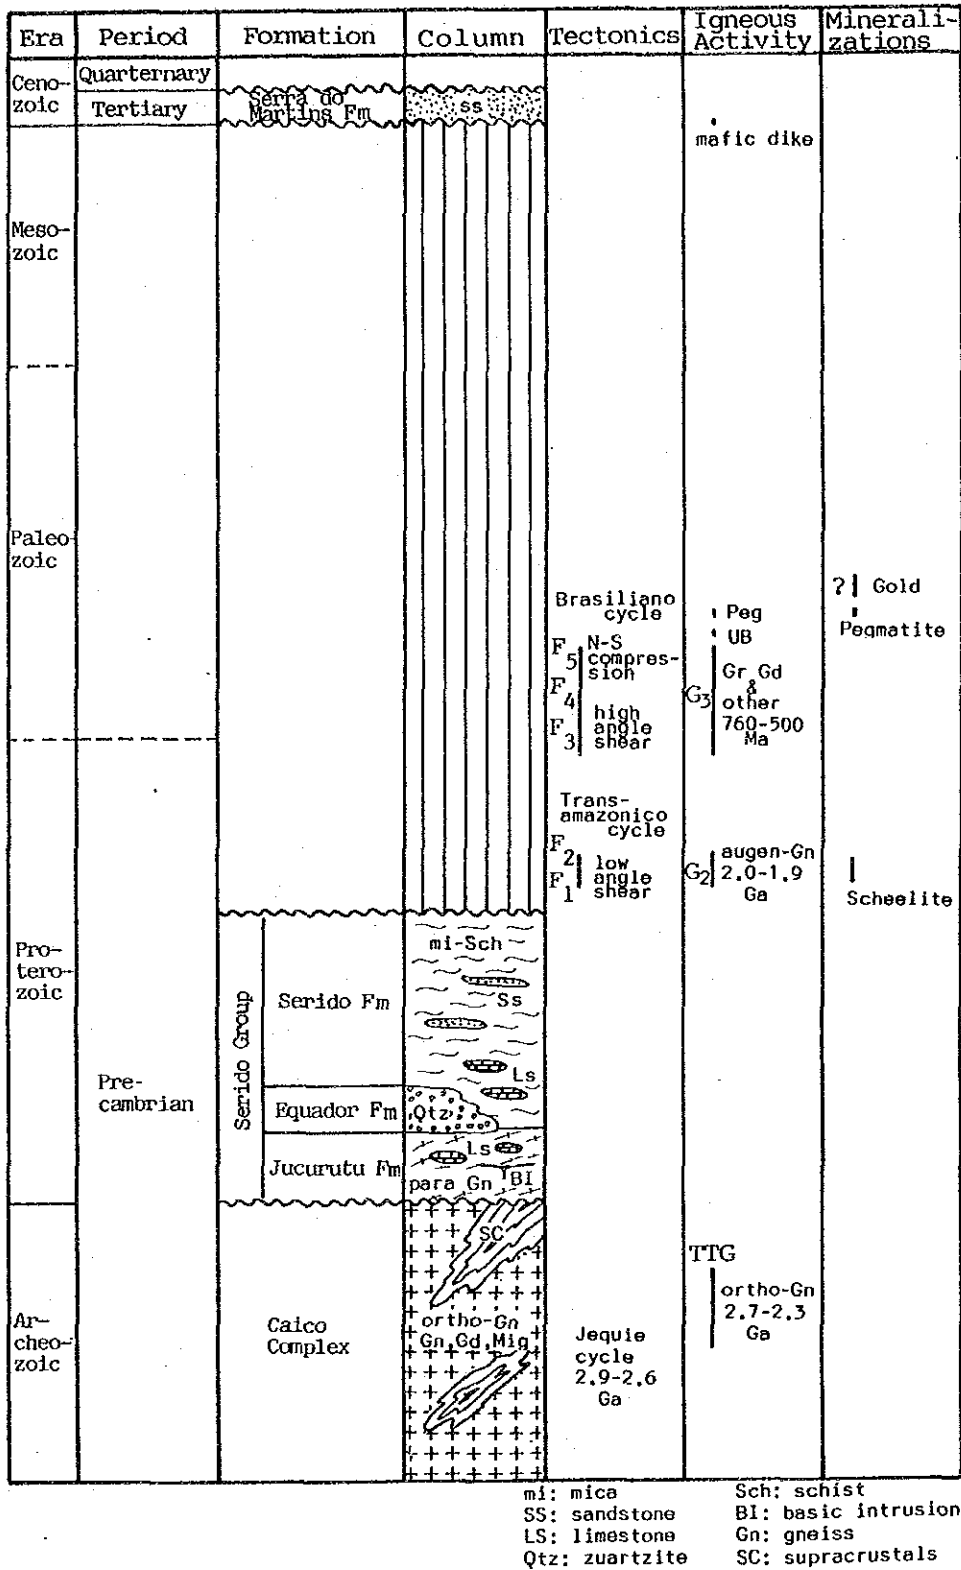 Era Period Formation Column Tectonics Igneous Activity Minerali-zations
Ceno-
zoic
Quarternary
Tertiary
Serra do
Martins Fm
ss
mafic dike
Meso-
zoic
Paleo-
zoic
Brasiliano
cycle
F5 N-S
compres-
sion
F4
F3 high
angle
shear
Peg
UB
G3
Gr, Gd
&
other
760-500
Ma
? Gold
Pegmatite
Trans-
amazonico
cycle
F2 low
F1 angle
shear
G2
augen-Gn
2.0-1.9
Ga
Scheelite
Pro-
tero-
zoic
Pre-
cambrian
Serido Group
Serido Fm
mi-Sch
Ss
Ls
Equador Fm
Qtz
Jucurutu Fm
Ls
para Gn BI
Ar-
cheo-
zoic
Caico
Complex
SC
ortho-Gn
Gn,Gd,Mig
Jequie
cycle
2.9-2.6
Ga
TTG
ortho-Gn
2.7-2.3
Ga
mi: mica Sch: schist
SS: sandstone BI: basic intrusion
LS: limestone Gn: gneiss
Qtz: zuartzite SC: supracrustals